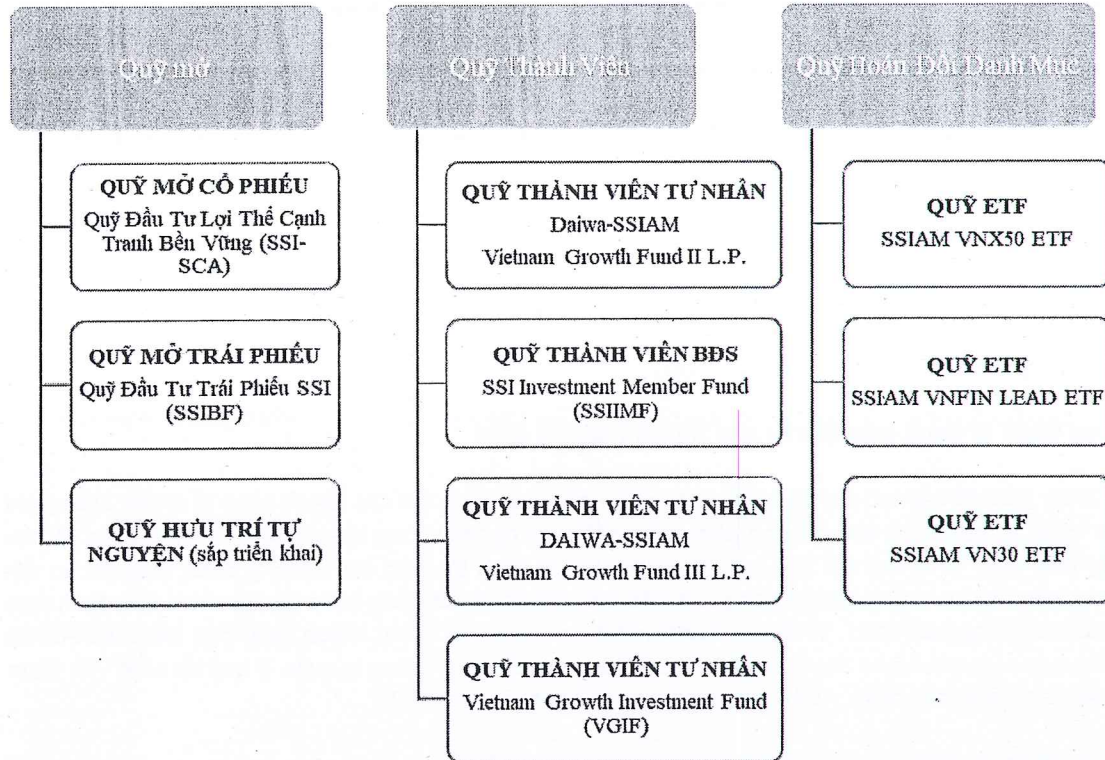 Quỹ mở
QUỸ MỞ CỔ PHIẾU
Quỹ Đầu Tư Lợi Thế Cạnh
Tranh Bền Vững (SSI-
SCA)
QUỸ MỞ TRÁI PHIẾU
Quỹ Đầu Tư Trái Phiếu SSI
(SSIBF)
QUỸ HƯU TRÍ TỰ
NGUYỆN (sắp triển khai)
Quỹ Thành Viên
QUỸ THÀNH VIÊN TƯ NHÂN
Daiwa-SSIAM
Vietnam Growth Fund II L.P.
QUỸ THÀNH VIÊN BĐS
SSI Investment Member Fund
(SSIIMF)
QUỸ THÀNH VIÊN TƯ NHÂN
DAIWA-SSIAM
Vietnam Growth Fund III L.P.
QUỸ THÀNH VIÊN TƯ NHÂN
Vietnam Growth Investment Fund
(VGIF)
Quỹ Hoán Đổi Danh Mục
QUỸ ETF
SSIAM VNX50 ETF
QUỸ ETF
SSIAM VNFIN LEAD ETF
QUỸ ETF
SSIAM VN30 ETF